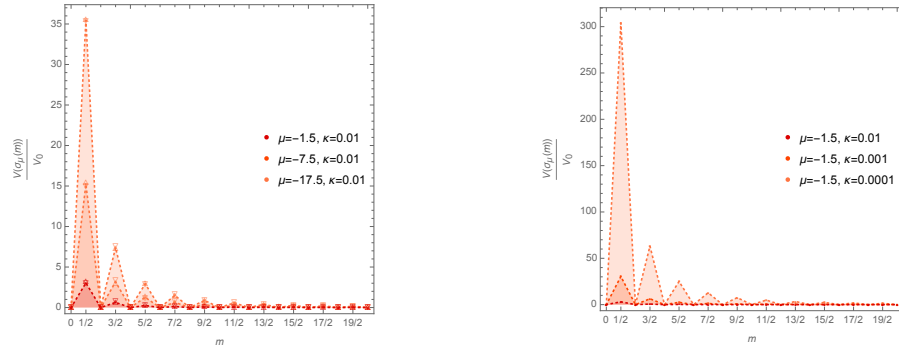 35
30
25
20
15
10
5
0
V(σμ(m))
V0
μ=-1.5, κ=0.01
μ=-7.5, κ=0.01
μ=-17.5, κ=0.01
0 1/2 3/2 5/2 7/2 9/2 11/2 13/2 15/2 19/2
m
300
250
200
150
100
50
0
V(σμ(m))
V0
μ=-1.5, κ=0.01
μ=-1.5, κ=0.001
μ=-1.5, κ=0.0001
0 1/2 3/2 5/2 7/2 9/2 11/2 13/2 15/2 19/2
m